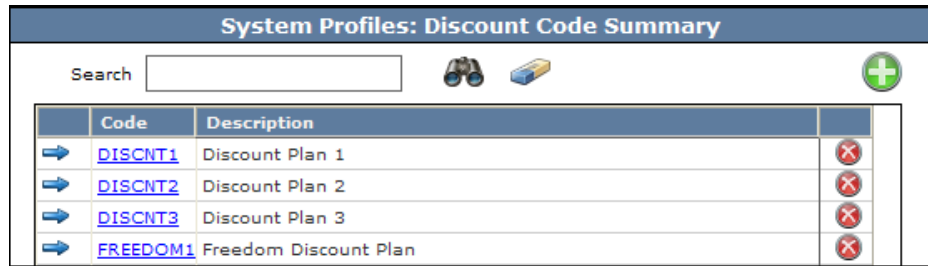 System Profiles: Discount Code Summary
Search
Code Description
DISCNT1 Discount Plan 1
DISCNT2 Discount Plan 2
DISCNT3 Discount Plan 3
FREEDOM1 Freedom Discount Plan